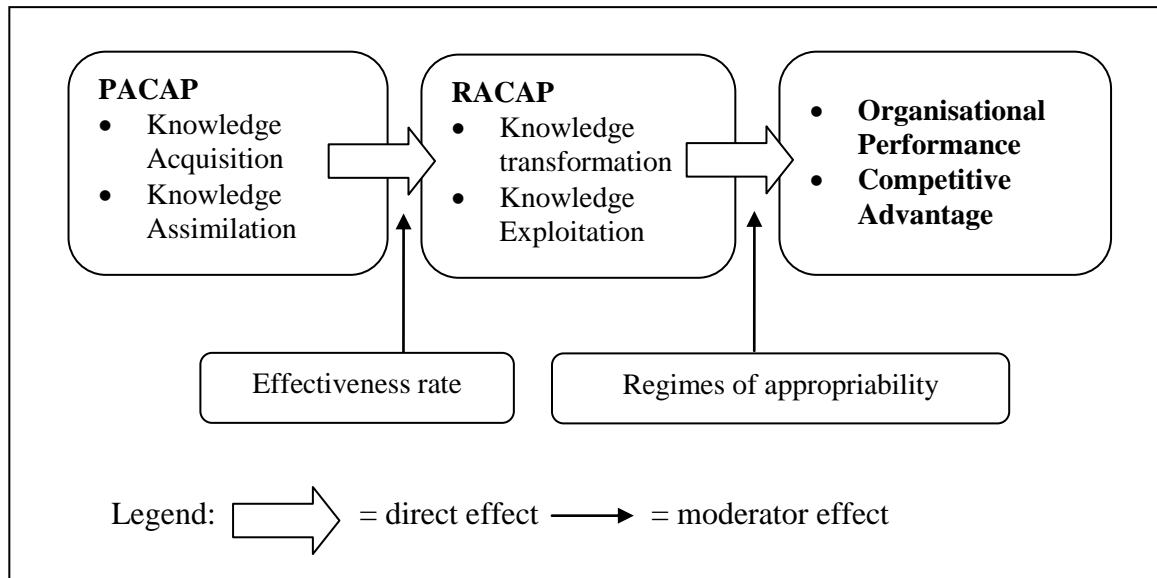 PACAP
• Knowledge
Acquisition
• Knowledge
Assimilation
RACAP
• Knowledge
transformation
• Knowledge
Exploitation
• Organisational
Performance
• Competitive
Advantage
Effectiveness rate
Regimes of appropriability
Legend: = direct effect = moderator effect